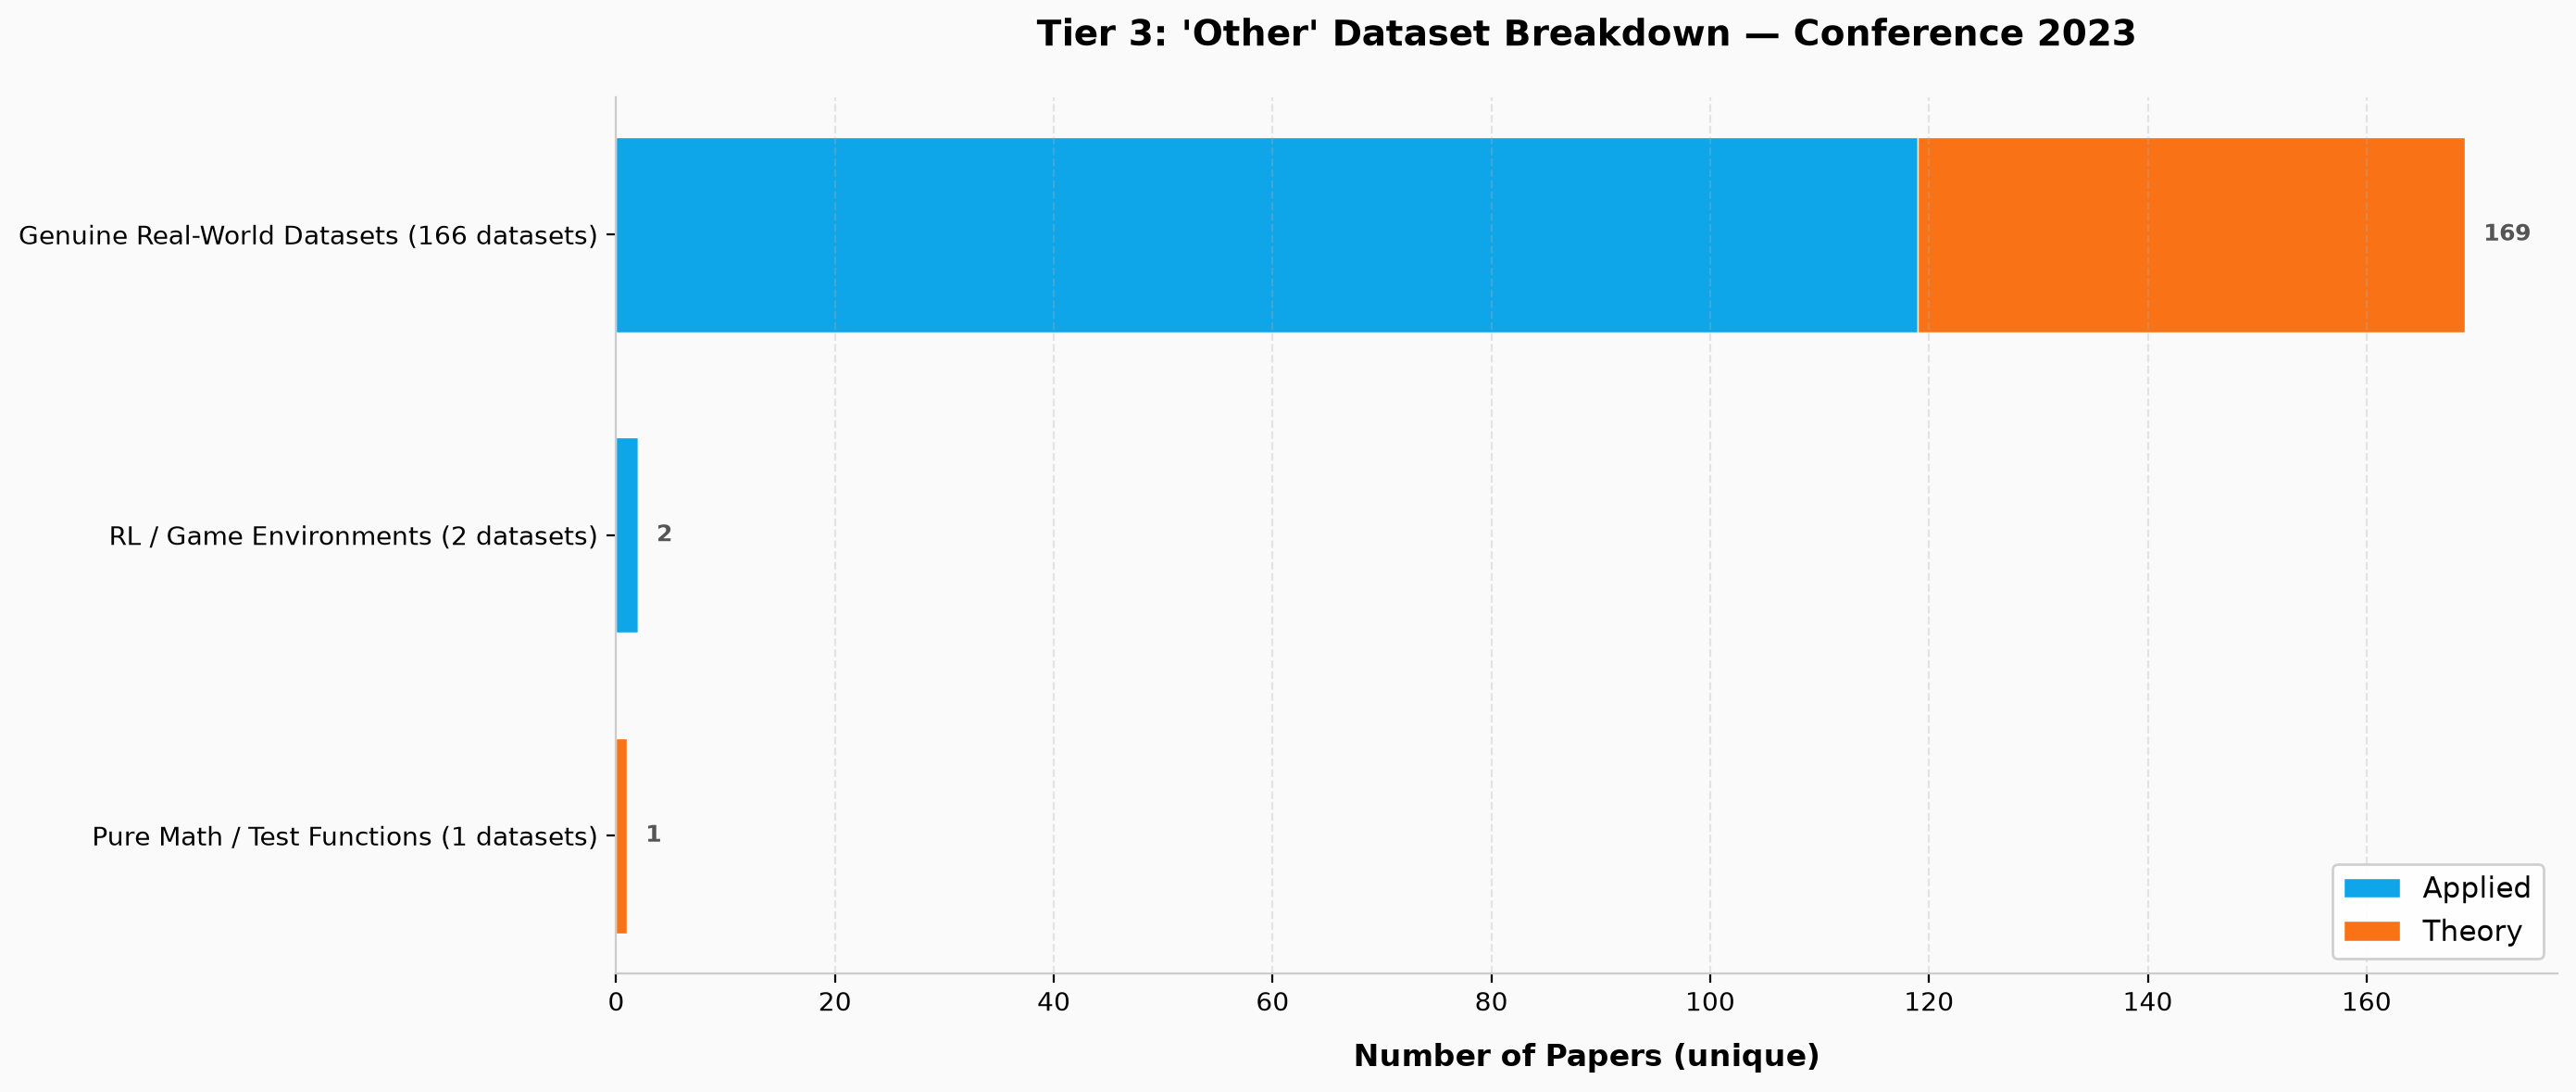 Tier 3: 'Other' Dataset Breakdown — Conference 2023
Genuine Real-World Datasets (166 datasets)
169
RL / Game Environments (2 datasets)
2
Pure Math / Test Functions (1 datasets)
1
Applied
Theory
0 20 40 60 80 100 120 140 160
Number of Papers (unique)